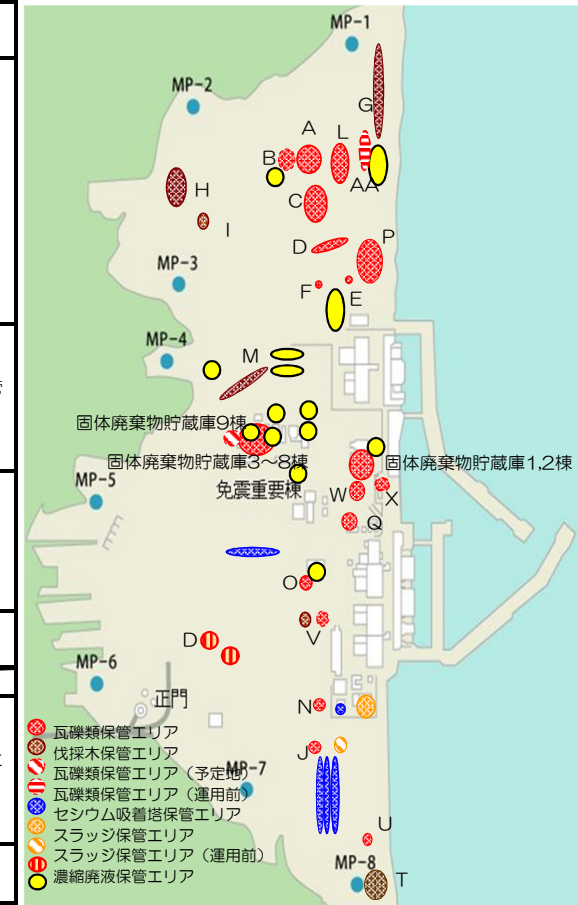 MP-1
MP-2
G
A
L
B
AA
C
H
I
D
P
MP-3
F
E
MP-4
M
固体廃棄物貯蔵庫9棟
固体廃棄物貯蔵庫3～8棟
固体廃棄物貯蔵庫1,2棟
MP-5
免震重要棟
W
X
Q
O
V
D
MP-6
正門
N
J
瓦礫類保管エリア
伐採木保管エリア
瓦礫類保管エリア（予定地）
MP-7
瓦礫類保管エリア（運用前）
セシウム吸着塔保管エリア
スラッジ保管エリア
スラッジ保管エリア（運用前）
濃縮廃液保管エリア
U
MP-8
T